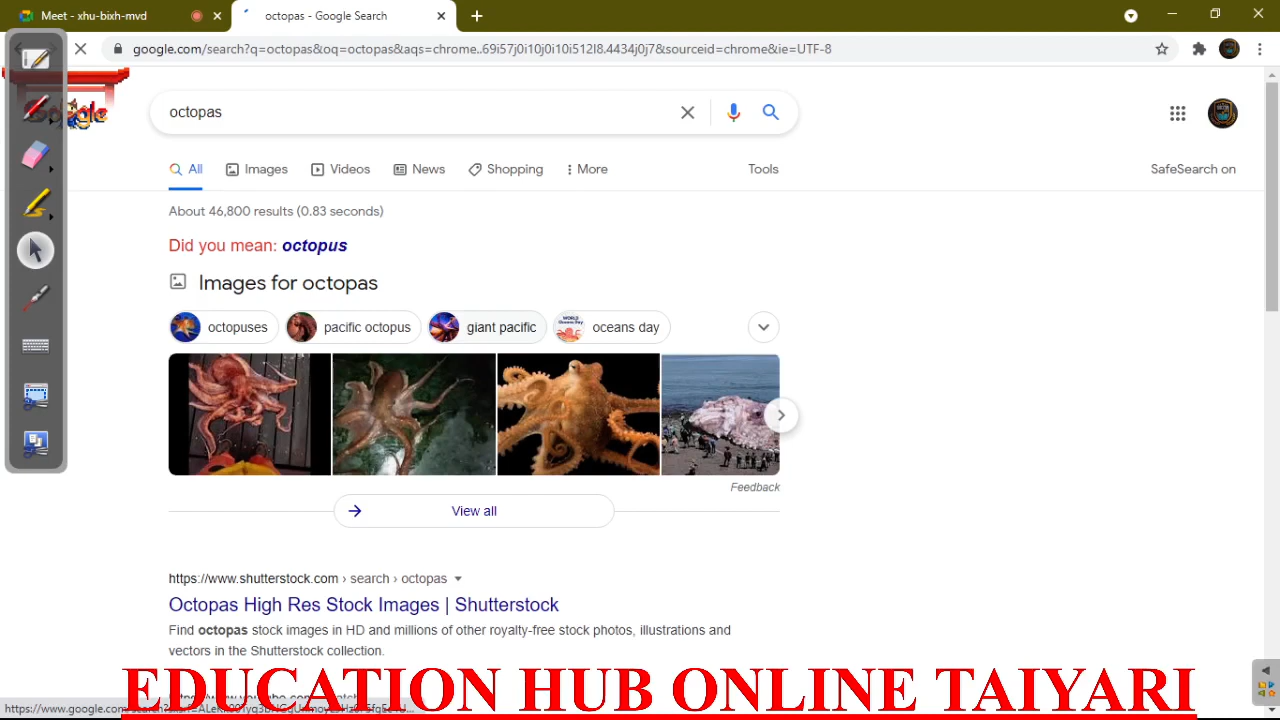 Meet - xhu-bixh-mvd
octopas - Google Search
google.com/search?q=octopas&oq=octopas&aqs=chrome..69i57j0i10j0i10i512l8.4434j0j7&sourceid=chrome&ie=UTF-8
octopas
All Images Videos News Shopping More Tools SafeSearch on
About 46,800 results (0.83 seconds)
Did you mean: octopus
Images for octopas
octopuses pacific octopus giant pacific oceans day
Feedback
View all
https://www.shutterstock.com › search › octopas
Octopas High Res Stock Images | Shutterstock
Find octopas stock images in HD and millions of other royalty-free stock photos, illustrations and
vectors in the Shutterstock collection.
EDUCATION HUB ONLINE TAIYARI